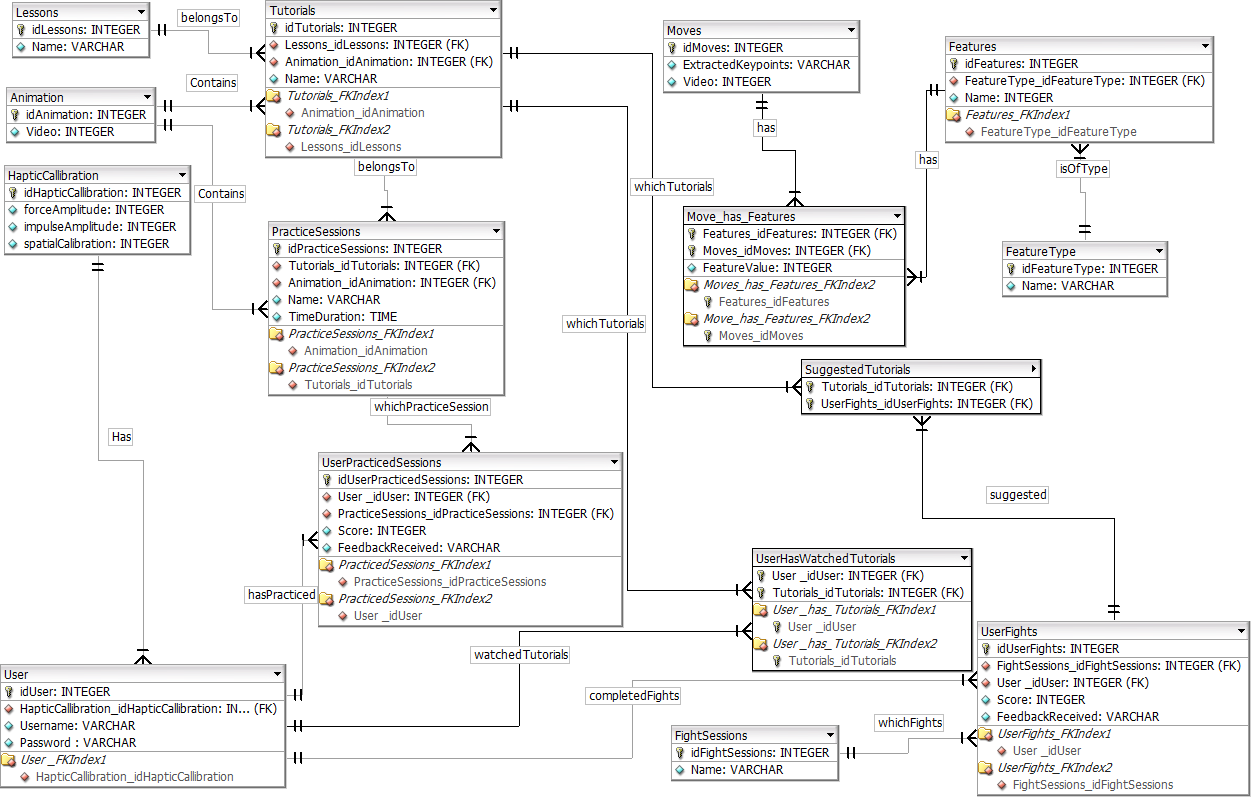 Lessons
idLessons: INTEGER
Name: VARCHAR
belongsTo
Tutorials
idTutorials: INTEGER
Lessons_idLessons: INTEGER (FK)
Animation_idAnimation: INTEGER (FK)
Name: VARCHAR
Tutorials_FKIndex1
Animation_idAnimation
Tutorials_FKIndex2
Lessons_idLessons
Moves
idMoves: INTEGER
ExtractedKeypoints: VARCHAR
Video: INTEGER
Features
idFeatures: INTEGER
FeatureType_idFeatureType: INTEGER (FK)
Name: INTEGER
Features_FKIndex1
FeatureType_idFeatureType
Contains
Animation
idAnimation: INTEGER
Video: INTEGER
has
has
isOfType
belongsTo
HapticCallibration
idHapticCallibration: INTEGER
forceAmplitude: INTEGER
impulseAmplitude: INTEGER
spatialCalibration: INTEGER
Contains
whichTutorials
Move_has_Features
Features_idFeatures: INTEGER (FK)
Moves_idMoves: INTEGER (FK)
FeatureValue: INTEGER
Moves_has_Features_FKIndex2
Features_idFeatures
Move_has_Features_FKIndex2
Moves_idMoves
FeatureType
idFeatureType: INTEGER
Name: VARCHAR
PracticeSessions
idPracticeSessions: INTEGER
Tutorials_idTutorials: INTEGER (FK)
Animation_idAnimation: INTEGER (FK)
Name: VARCHAR
TimeDuration: TIME
PracticeSessions_FKIndex1
Animation_idAnimation
PracticeSessions_FKIndex2
Tutorials_idTutorials
whichTutorials
SuggestedTutorials
Tutorials_idTutorials: INTEGER (FK)
UserFights_idUserFights: INTEGER (FK)
whichPracticeSession
Has
UserPracticedSessions
idUserPracticedSessions: INTEGER
User _idUser: INTEGER (FK)
PracticeSessions_idPracticeSessions: INTEGER (FK)
Score: INTEGER
FeedbackReceived: VARCHAR
PracticedSessions_FKIndex1
PracticeSessions_idPracticeSessions
PracticedSessions_FKIndex2
User _idUser
suggested
hasPracticed
UserHasWatchedTutorials
User _idUser: INTEGER (FK)
Tutorials_idTutorials: INTEGER (FK)
User _has_Tutorials_FKIndex1
User _idUser
User _has_Tutorials_FKIndex2
Tutorials_idTutorials
watchedTutorials
UserFights
idUserFights: INTEGER
FightSessions_idFightSessions: INTEGER (FK)
User _idUser: INTEGER (FK)
Score: INTEGER
FeedbackReceived: VARCHAR
UserFights_FKIndex1
User _idUser
UserFights_FKIndex2
FightSessions_idFightSessions
User
idUser: INTEGER
HapticCallibration_idHapticCallibration: IN... (FK)
Username: VARCHAR
Password : VARCHAR
User _FKIndex1
HapticCallibration_idHapticCallibration
completedFights
whichFights
FightSessions
idFightSessions: INTEGER
Name: VARCHAR